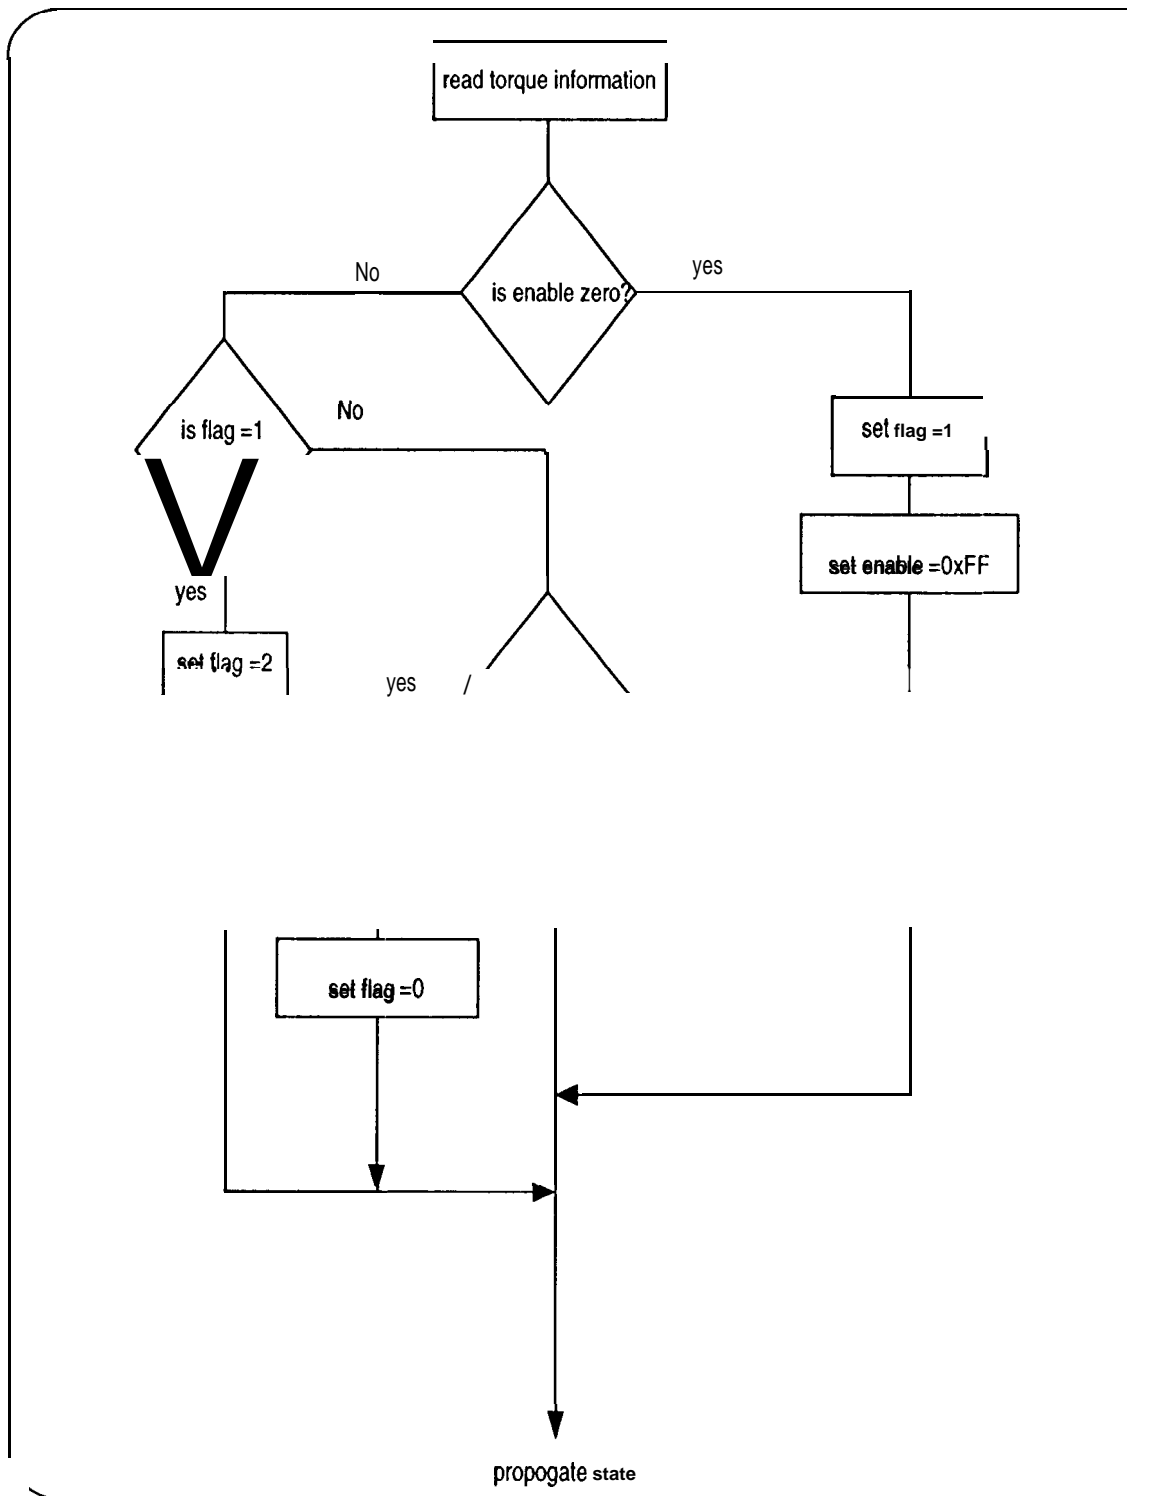 read torque information
No
yes
is enable zero?
No
is flag =1
set flag =1
set enable =0xFF
yes
set flag =2
yes /
set flag =0
propogate state